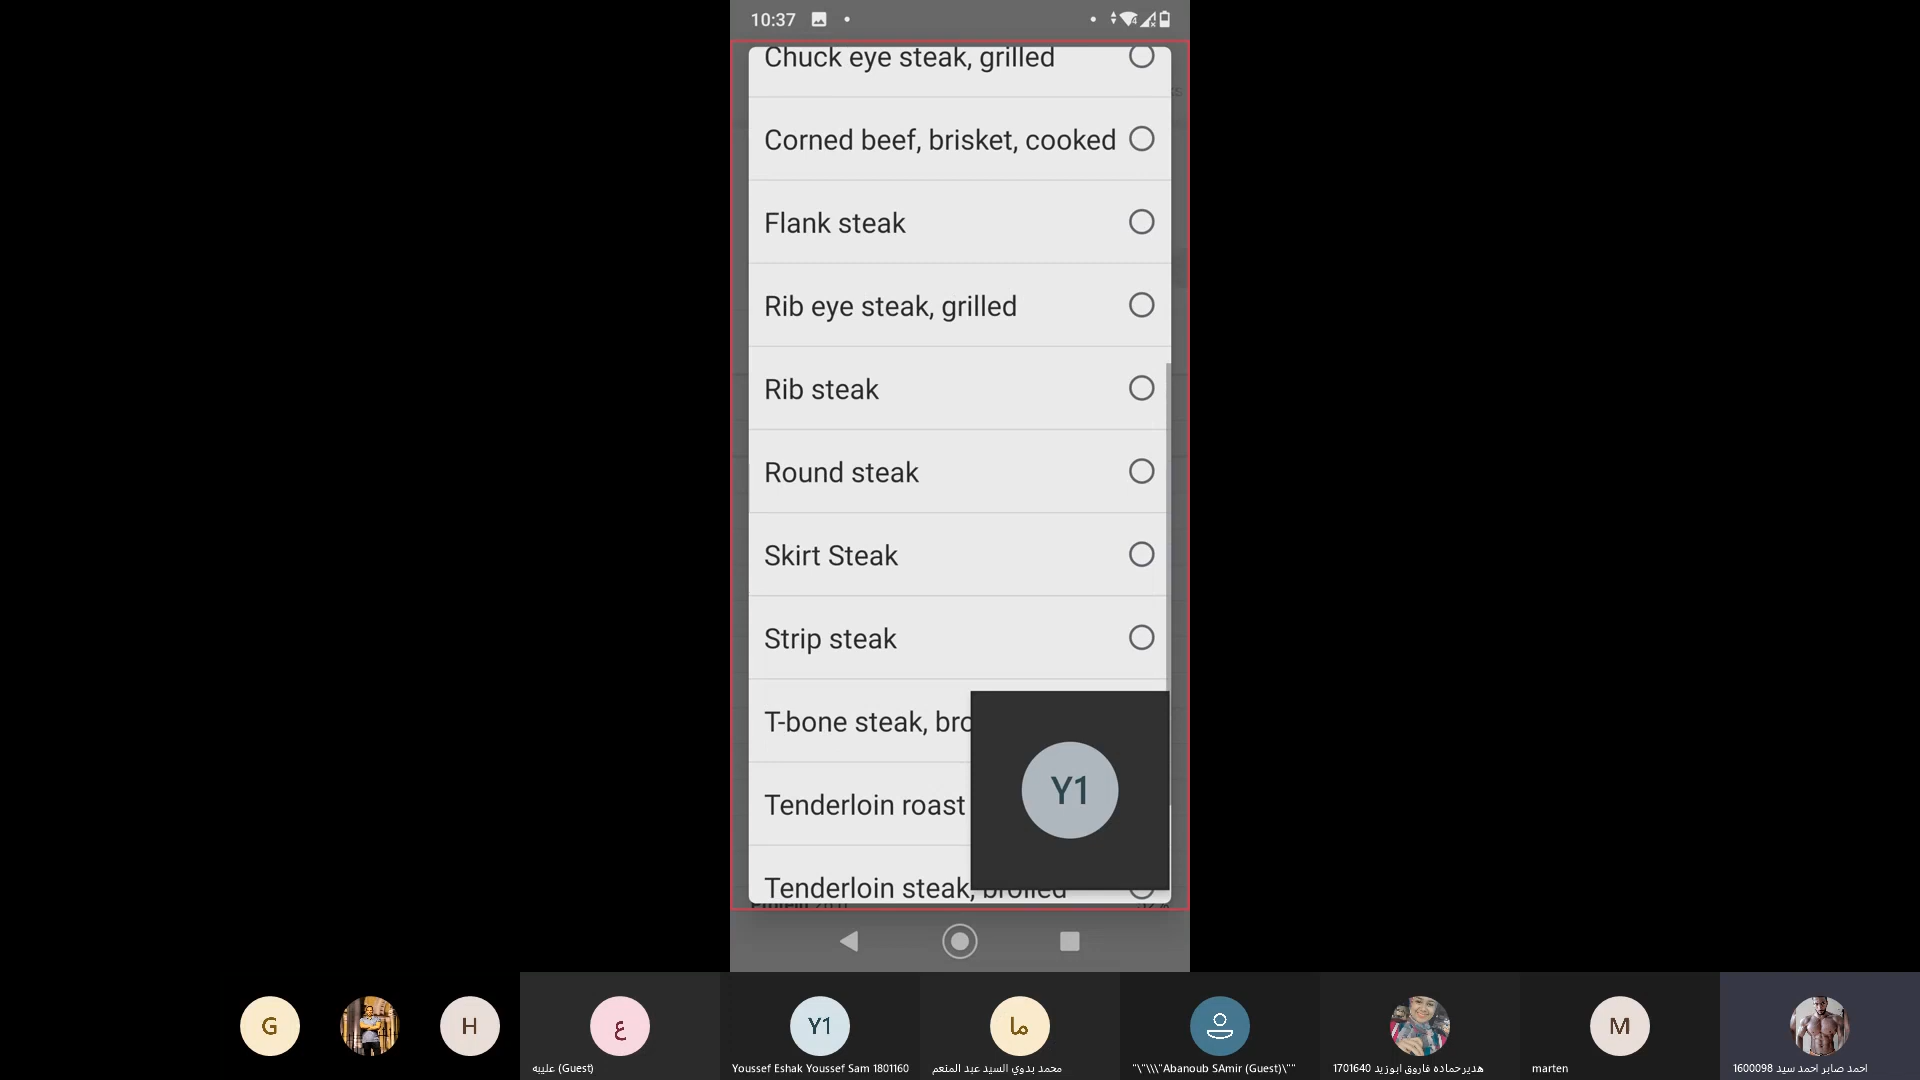 10:37
Chuck eye steak, grilled
Corned beef, brisket, cooked
Flank steak
Rib eye steak, grilled
Rib steak
Round steak
Skirt Steak
Strip steak
T-bone steak, bro
Tenderloin roast
Tenderloin steak, broiled
Y1
G
H
ع
Y1
ما
M
عليبه (Guest)
Youssef Eshak Youssef Sam 1801160
محمد بدوي السيد عبد المنعم
"\"\\\"Abanoub SAmir (Guest)\""
هديرحماده فاروق ابوزيد 1701640
marten
احمد صابر احمد سيد 1600098